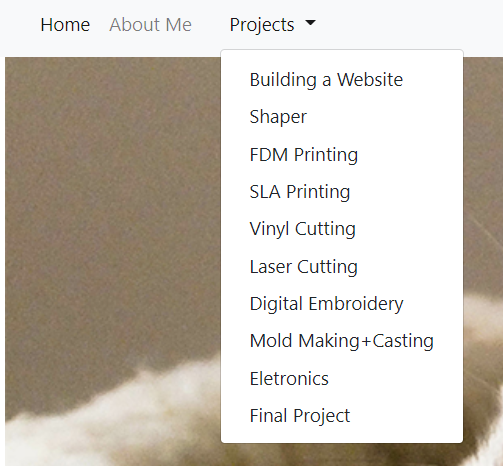 Home About Me Projects
Building a Website
Shaper
FDM Printing
SLA Printing
Vinyl Cutting
Laser Cutting
Digital Embroidery
Mold Making+Casting
Eletronics
Final Project